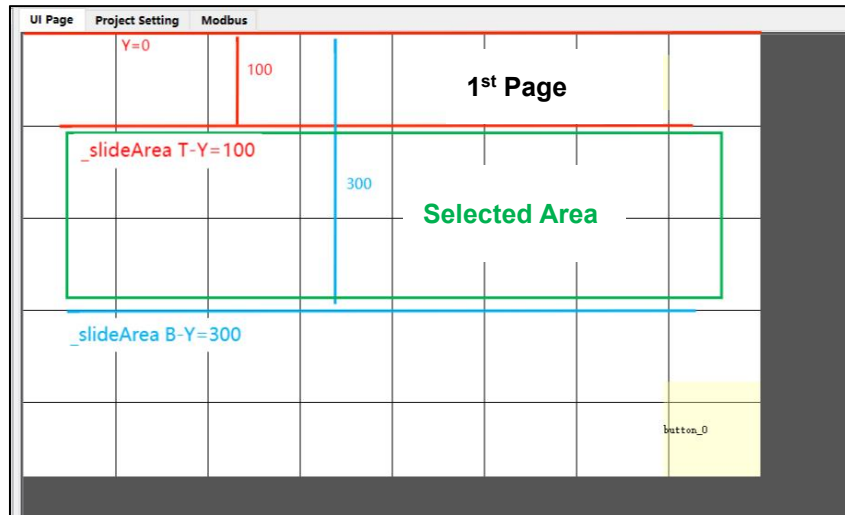 UI Page Project Setting Modbus
Y=0
100
1st Page
_slideArea T-Y=100
300
Selected Area
_slideArea B-Y=300
button_0